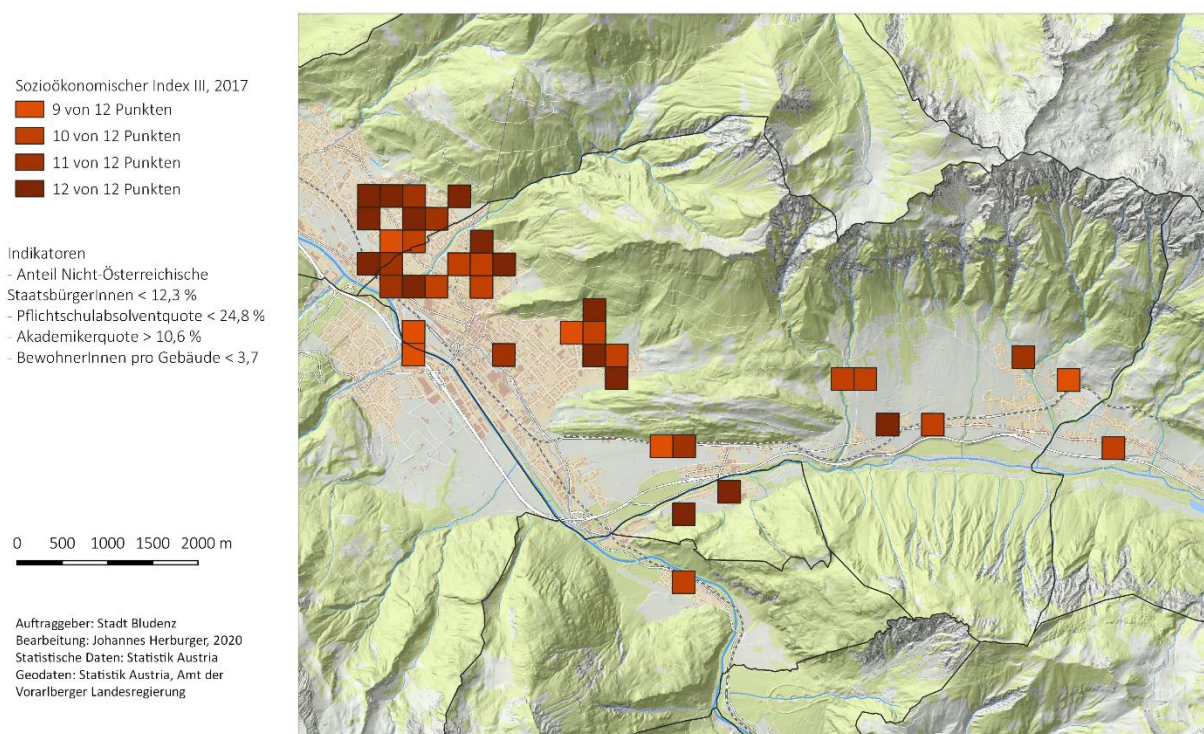 Sozioökonomischer Index III, 2017
9 von 12 Punkten
10 von 12 Punkten
11 von 12 Punkten
12 von 12 Punkten
Indikatoren
- Anteil Nicht-Österreichische
StaatsbürgerInnen < 12,3 %
- Pflichtschulabsolventquote < 24,8 %
- Akademikerquote > 10,6 %
- BewohnerInnen pro Gebäude < 3,7
0 500 1000 1500 2000 m
Auftraggeber: Stadt Bludenz
Bearbeitung: Johannes Herburger, 2020
Statistische Daten: Statistik Austria
Geodaten: Statistik Austria, Amt der
Vorarlberger Landesregierung